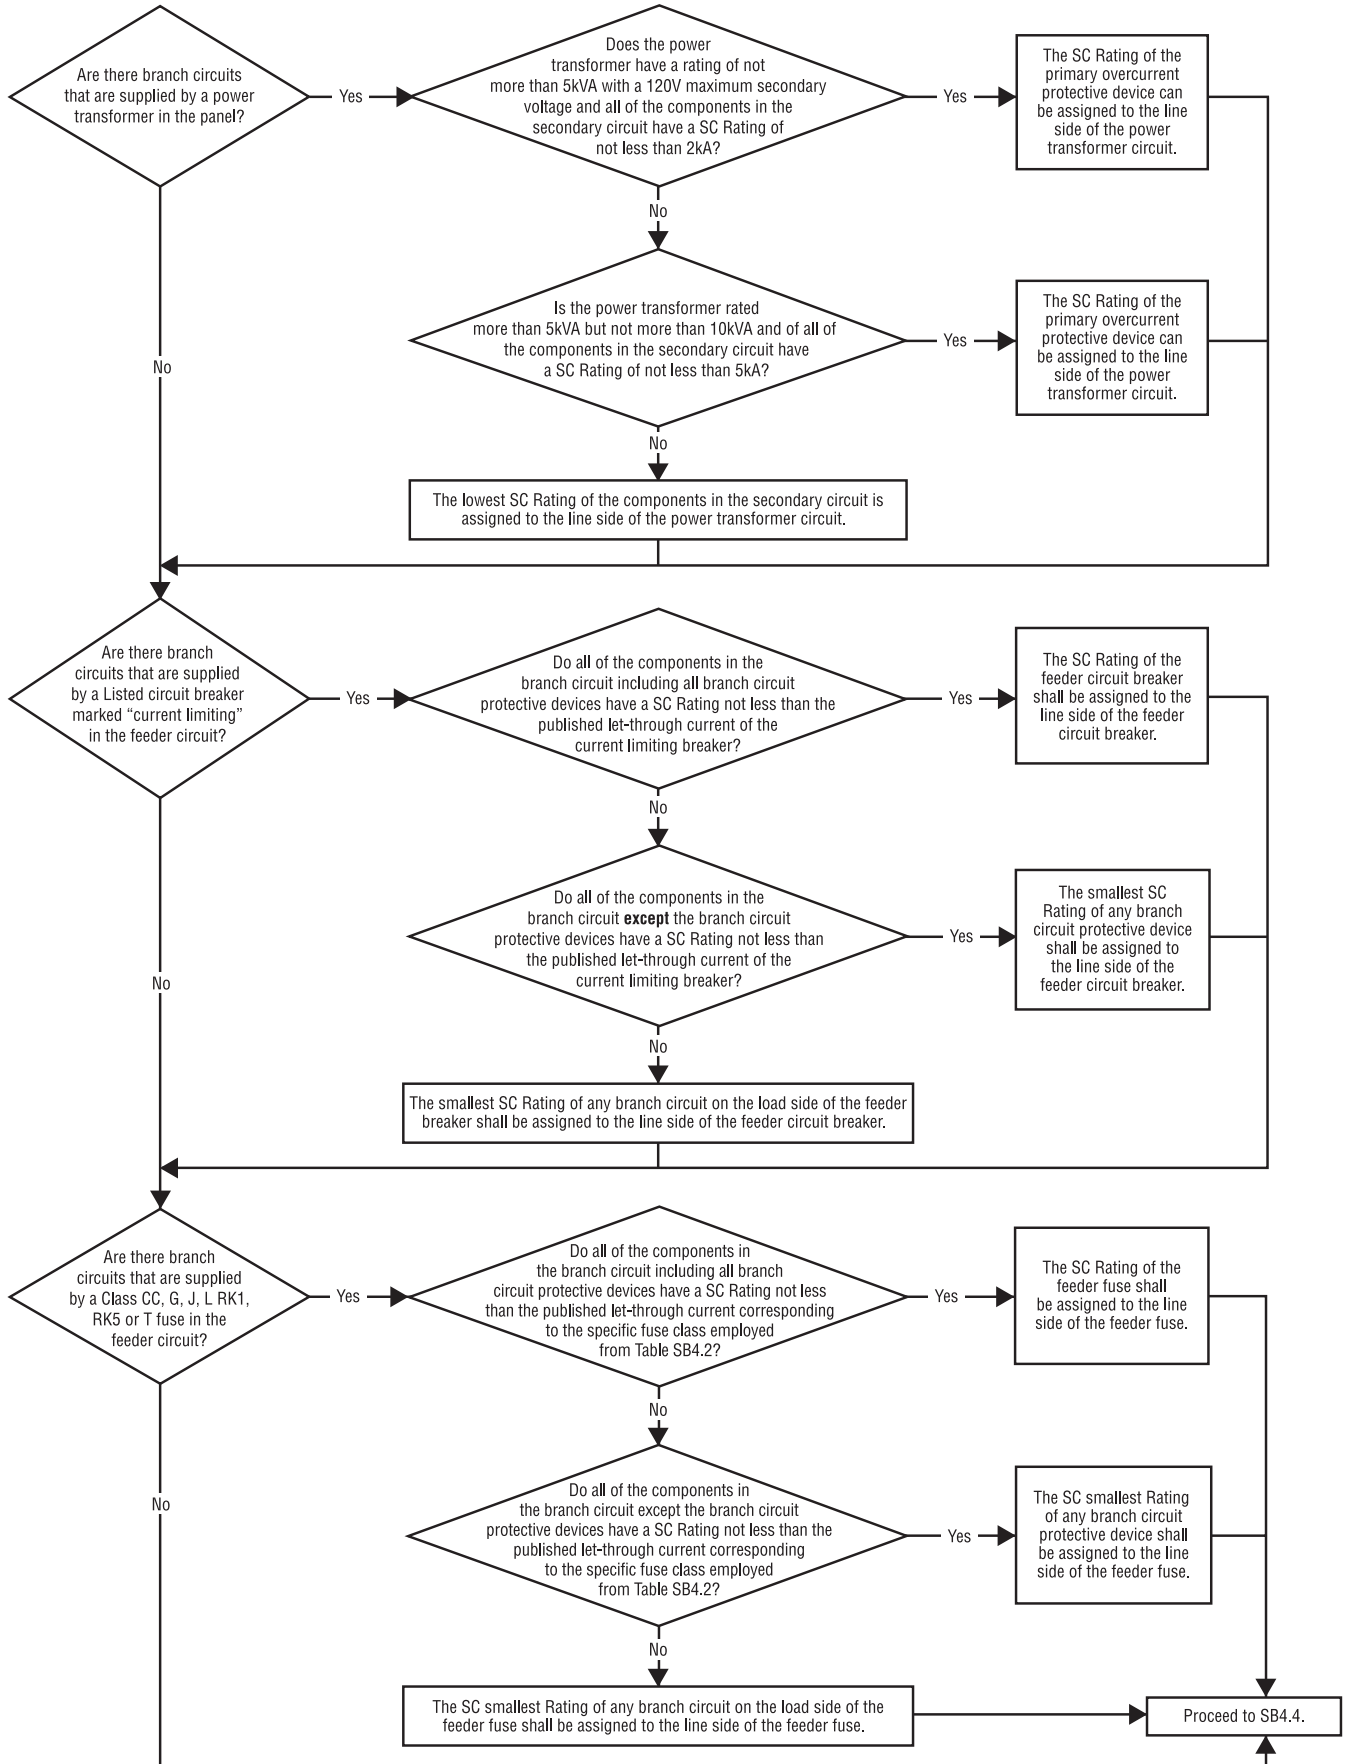 Are there branch circuits
that are supplied by a power
transformer in the panel?
Yes
Does the power
transformer have a rating of not
more than 5kVA with a 120V maximum secondary
voltage and all of the components in the
secondary circuit have a SC Rating of
not less than 2kA?
Yes
The SC Rating of the
primary overcurrent
protective device can
be assigned to the line
side of the power
transformer circuit.
No
Is the power transformer rated
more than 5kVA but not more than 10kVA and of all of
the components in the secondary circuit have
a SC Rating of not less than 5kA?
Yes
The SC Rating of the
primary overcurrent
protective device can
be assigned to the line
side of the power
transformer circuit.
No
No
The lowest SC Rating of the components in the secondary circuit is
assigned to the line side of the power transformer circuit.
Are there branch
circuits that are supplied
by a Listed circuit breaker
marked “current limiting”
in the feeder circuit?
Yes
Do all of the components in the
branch circuit including all branch circuit
protective devices have a SC Rating not less than the
published let-through current of the
current limiting breaker?
Yes
The SC Rating of the
feeder circuit breaker
shall be assigned to the
line side of the feeder
circuit breaker.
No
Do all of the components in the
branch circuit except the branch circuit
protective devices have a SC Rating not less than
the published let-through current of the
current limiting breaker?
Yes
The smallest SC
Rating of any branch
circuit protective device
shall be assigned to
the line side of the
feeder circuit breaker.
No
No
The smallest SC Rating of any branch circuit on the load side of the feeder
breaker shall be assigned to the line side of the feeder circuit breaker.
Are there branch
circuits that are supplied
by a Class CC, G, J, L RK1,
RK5 or T fuse in the
feeder circuit?
Yes
Do all of the components in
the branch circuit including all branch
circuit protective devices have a SC Rating not less
than the published let-through current corresponding
to the specific fuse class employed
from Table SB4.2?
Yes
The SC Rating of the
feeder fuse shall
be assigned to the line
side of the feeder fuse.
No
Do all of the components in
the branch circuit except the branch circuit
protective devices have a SC Rating not less than the
published let-through current corresponding
to the specific fuse class employed
from Table SB4.2?
Yes
The SC smallest Rating
of any branch circuit
protective device shall
be assigned to the line
side of the feeder fuse.
No
No
The SC smallest Rating of any branch circuit on the load side of the
feeder fuse shall be assigned to the line side of the feeder fuse.
Proceed to SB4.4.